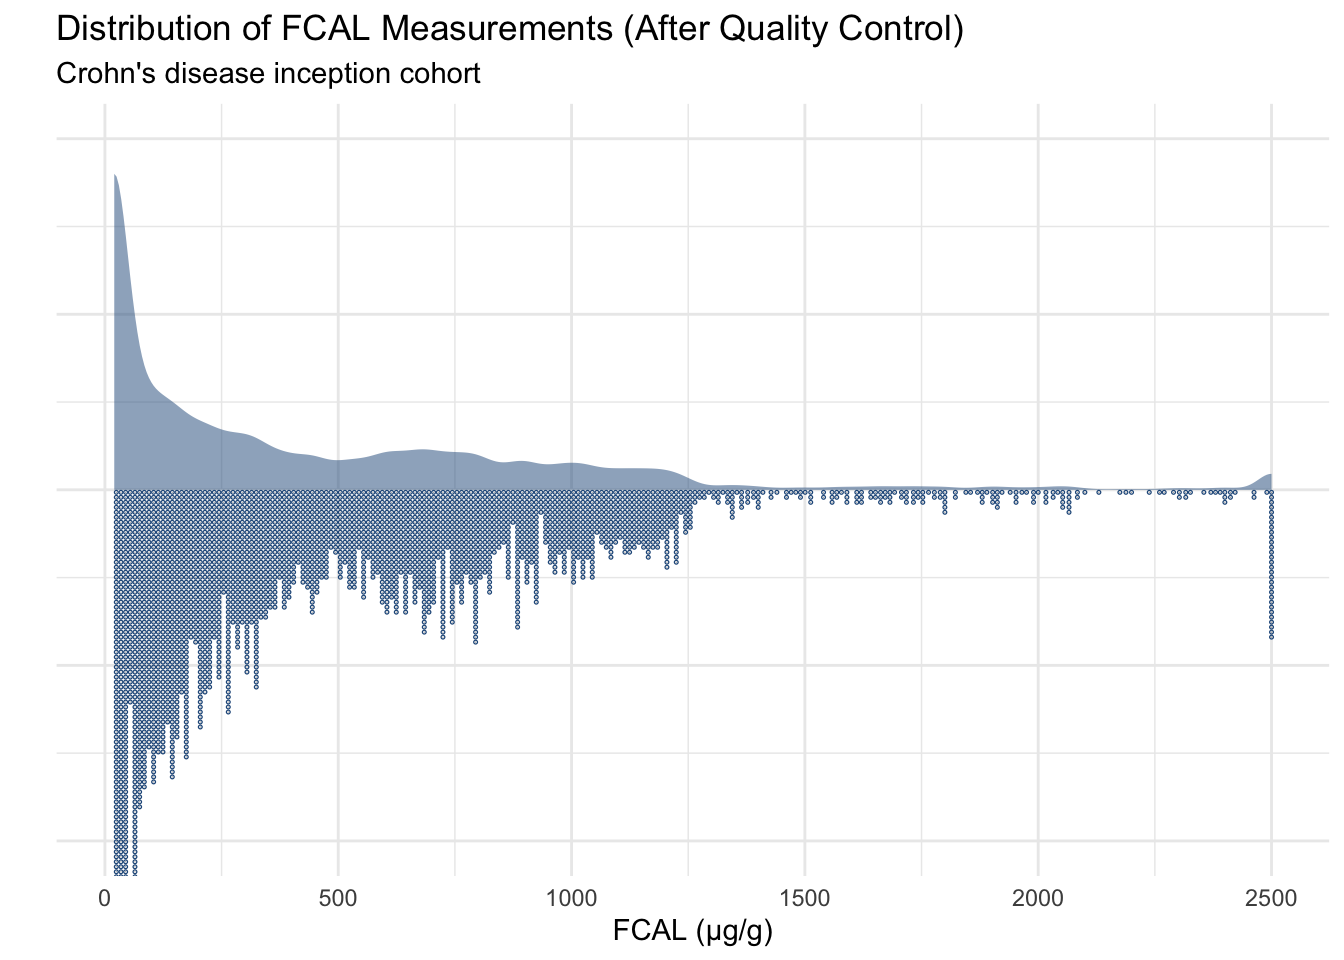 Distribution of FCAL Measurements (After Quality Control)
Crohn's disease inception cohort
0 500 1000 1500 2000 2500
FCAL (µg/g)